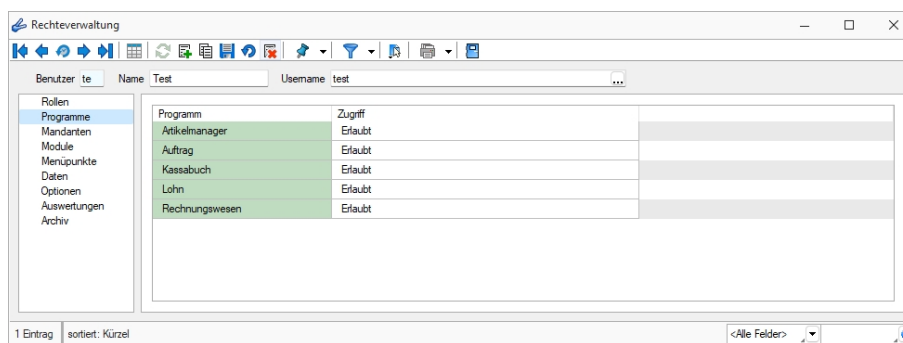 Rechteverwaltung
Benutzer te Name Test Username test ...
Rollen
Programme
Mandanten
Module
Menüpunkte
Daten
Optionen
Auswertungen
Archiv
Programm Zugriff
Artikelmanager Erlaubt
Auftrag Erlaubt
Kassabuch Erlaubt
Lohn Erlaubt
Rechnungswesen Erlaubt
1 Eintrag sortiert: Kürzel <Alle Felder>